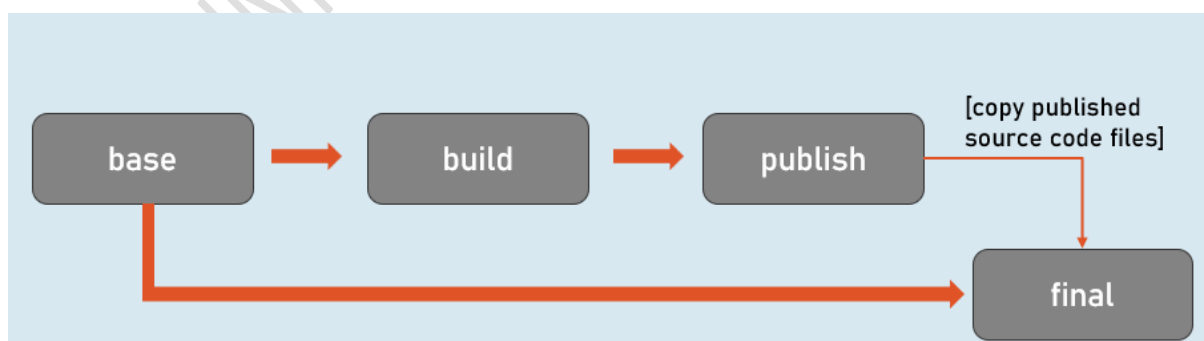 base
build
publish
[copy published
source code files]
final